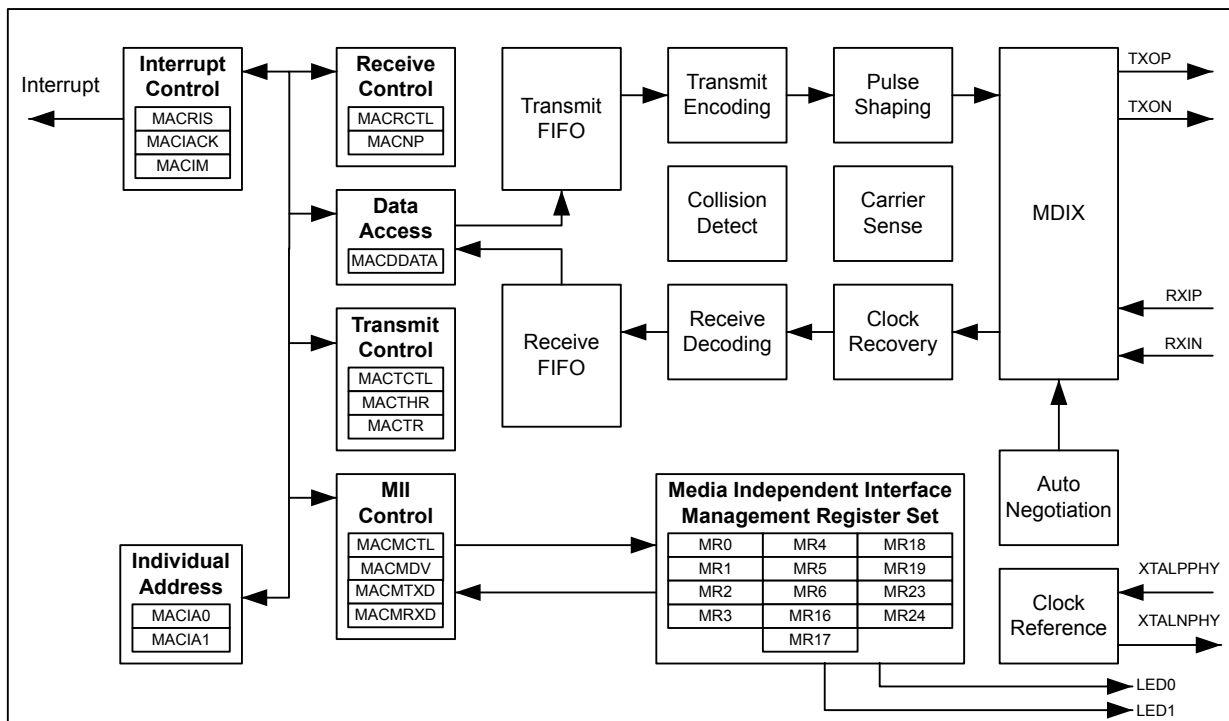 Interrupt
Interrupt
Control
MACRIS
MACIACK
MACIM
Receive
Control
MACRCTL
MACNP
Data
Access
MACDDATA
Transmit
Control
MACTCTL
MACTHR
MACTR
MII
Control
MACMCTL
MACMDV
MACMTXD
MACMRXD
Individual
Address
MACIA0
MACIA1
Transmit
FIFO
Transmit
Encoding
Pulse
Shaping
Collision
Detect
Carrier
Sense
Receive
FIFO
Receive
Decoding
Clock
Recovery
MDIX
TXOP
TXON
RXIP
RXIN
Auto
Negotiation
Media Independent Interface
Management Register Set
MR0 MR4 MR18
MR1 MR5 MR19
MR2 MR6 MR23
MR3 MR16 MR24
MR17
Clock
Reference
XTALPPHY
XTALNPHY
LED0
LED1